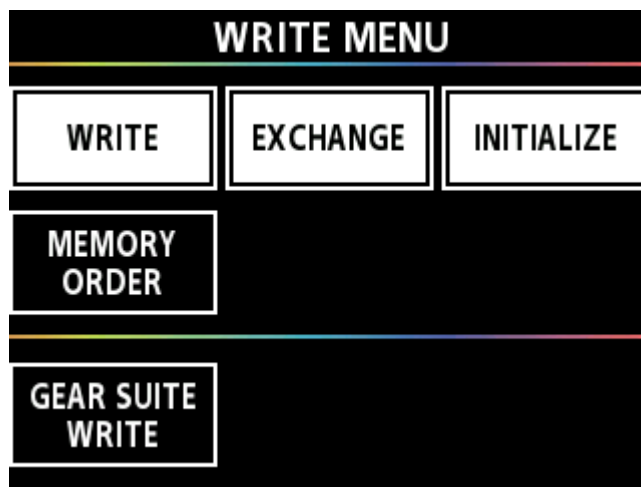 WRITE MENU
WRITE EXCHANGE INITIALIZE
MEMORY
ORDER
GEAR SUITE
WRITE